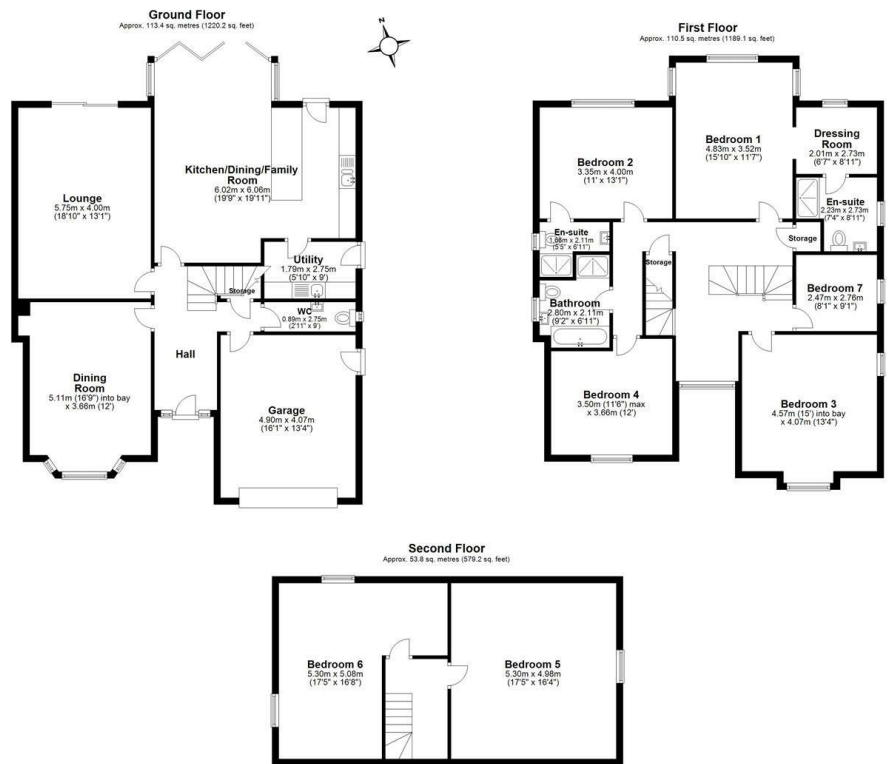 Ground Floor
Approx. 113.4 sq. metres (1220.2 sq. feet)
N
Lounge
5.75m x 4.00m
(18'10" x 13'1")
Kitchen/Dining/Family
Room
6.02m x 6.06m
(19'9" x 19'11")
Utility
1.79m x 2.75m
(5'10" x 9')
Storage
WC
0.89m x 2.75m
(2'11" x 9')
Hall
Dining
Room
5.11m (16'9") into bay
x 3.66m (12')
Garage
4.90m x 4.07m
(16'1" x 13'4")
First Floor
Approx. 110.5 sq. metres (1189.1 sq. feet)
Bedroom 1
4.83m x 3.52m
(15'10" x 11'7")
Dressing
Room
2.01m x 2.73m
(6'7" x 8'11")
Bedroom 2
3.35m x 4.00m
(11' x 13'1")
En-suite
2.23m x 2.73m
(7'4" x 8'11")
En-suite
x 2.11m
(5'5" x 6'11")
Storage
Storage
Bathroom
2.80m x 2.11m
(9'2" x 6'11")
Bedroom 7
2.47m x 2.76m
(8'1" x 9'1")
Bedroom 4
3.50m (11'6") max
x 3.66m (12')
Bedroom 3
4.57m (15') into bay
x 4.07m (13'4")
Second Floor
Approx. 53.8 sq. metres (579.2 sq. feet)
Bedroom 6
5.30m x 5.08m
(17'5" x 16'8")
Bedroom 5
5.30m x 4.98m
(17'5" x 16'4")